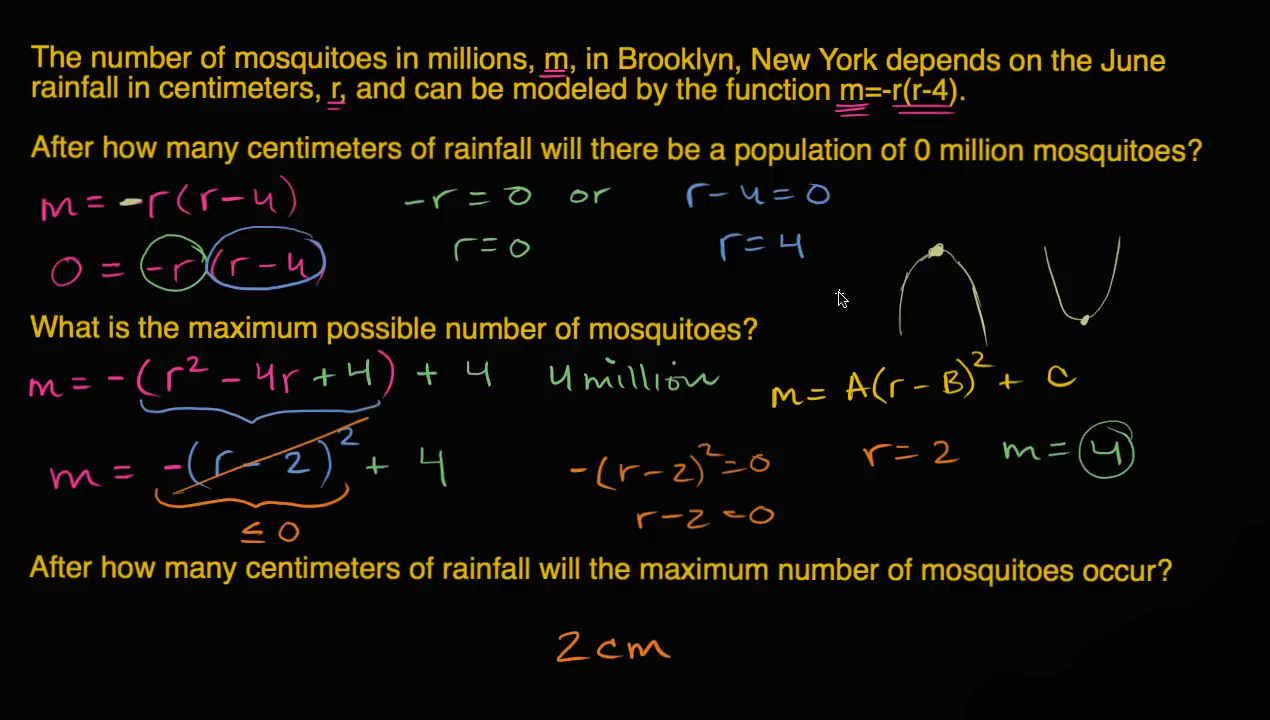 The number of mosquitoes in millions, m, in Brooklyn, New York depends on the June
rainfall in centimeters, r, and can be modeled by the function m=-r(r-4).
After how many centimeters of rainfall will there be a population of 0 million mosquitoes?
m = -r(r-4) -r = 0 or r-4=0
0 = -r(r-4) r=0 r=4
What is the maximum possible number of mosquitoes?
m = -(r² - 4r + 4) + 4 4 million m = A(r - B)² + C
m = -(r - 2)² + 4 -(r-2)² = 0 r = 2 m = 4
≤ 0 r-2 = 0
After how many centimeters of rainfall will the maximum number of mosquitoes occur?
2cm